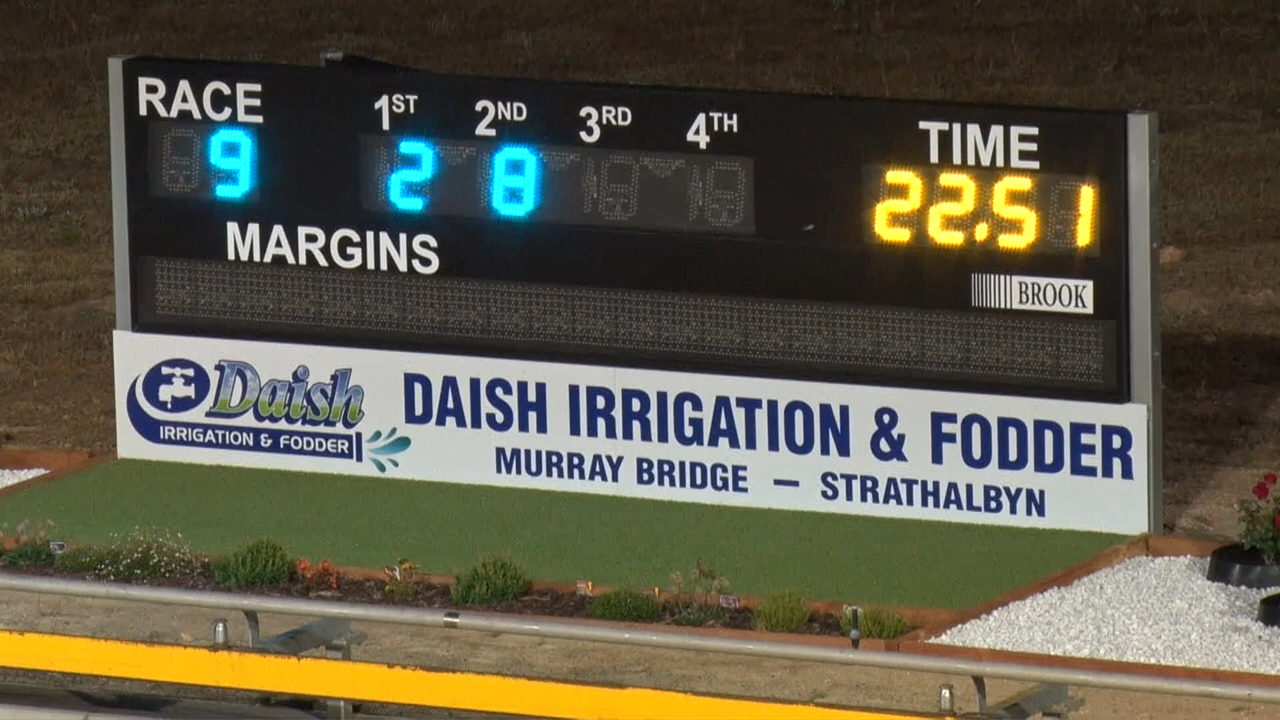 RACE 1ST 2ND 3RD 4TH TIME
9 2 8 22.51
MARGINS
BROOK
Daish
IRRIGATION & FODDER
DAISH IRRIGATION & FODDER
MURRAY BRIDGE — STRATHALBYN